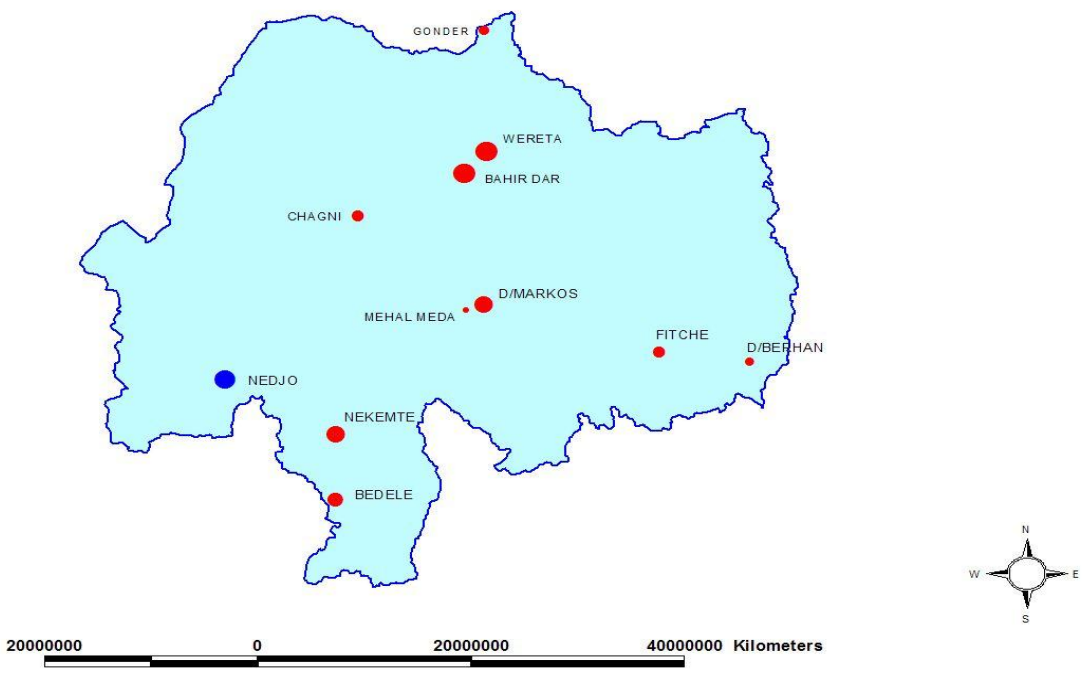 GONDER
WERETA
BAHIR DAR
CHAGNI
D/MARKOS
MEHAL MEDA
FITCHE
D/BERHAN
NEDJO
NEKEMTE
BEDELE
N
W E
S
20000000 0 20000000 40000000 Kilometers